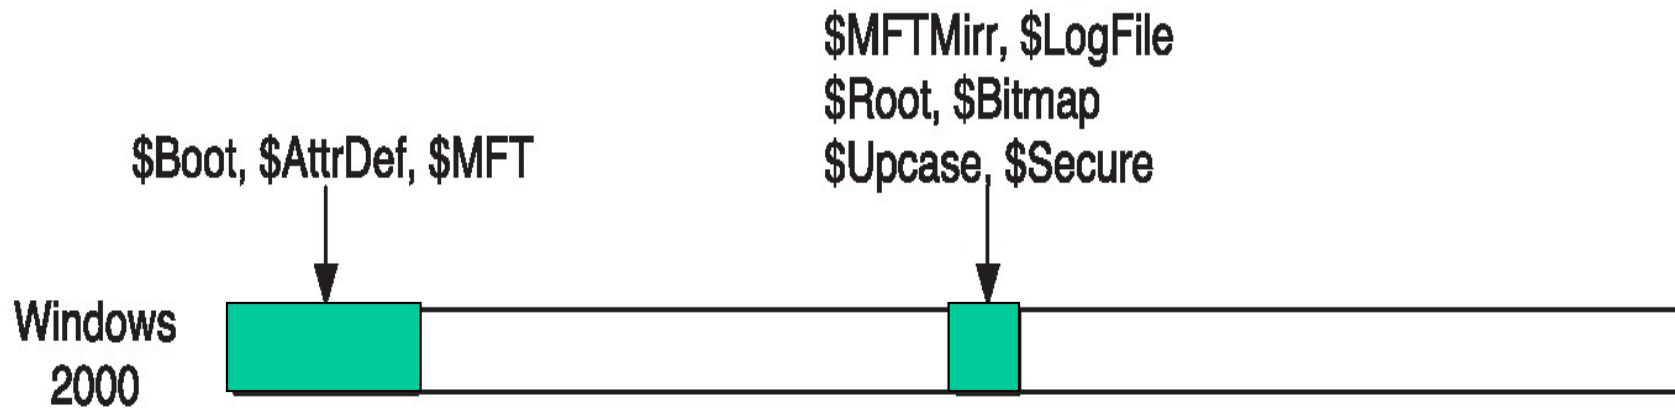 $MFTMirr, $LogFile
$Root, $Bitmap
$Upcase, $Secure
$Boot, $AttrDef, $MFT
Windows
2000